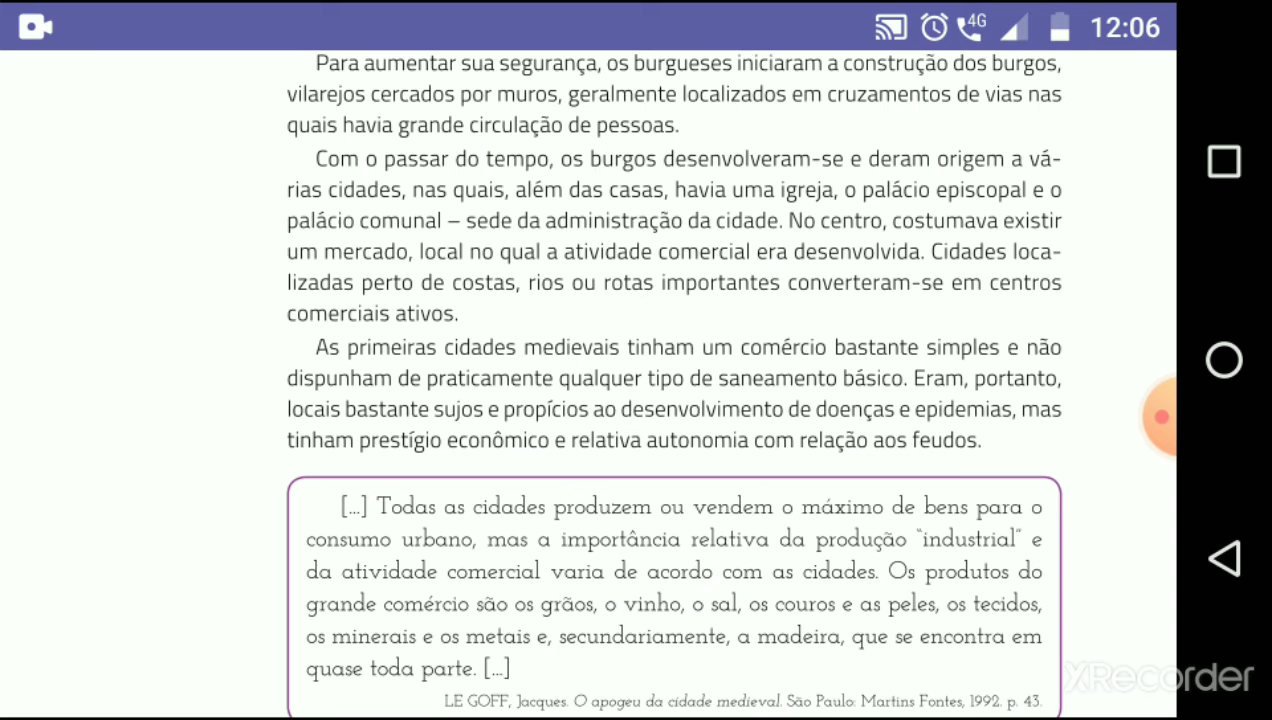 4G 12:06
Para aumentar sua segurança, os burgueses iniciaram a construção dos burgos,
vilarejos cercados por muros, geralmente localizados em cruzamentos de vias nas
quais havia grande circulação de pessoas.
Com o passar do tempo, os burgos desenvolveram-se e deram origem a vá-
rias cidades, nas quais, além das casas, havia uma igreja, o palácio episcopal e o
palácio comunal – sede da administração da cidade. No centro, costumava existir
um mercado, local no qual a atividade comercial era desenvolvida. Cidades loca-
lizadas perto de costas, rios ou rotas importantes converteram-se em centros
comerciais ativos.
As primeiras cidades medievais tinham um comércio bastante simples e não
dispunham de praticamente qualquer tipo de saneamento básico. Eram, portanto,
locais bastante sujos e propícios ao desenvolvimento de doenças e epidemias, mas
tinham prestígio econômico e relativa autonomia com relação aos feudos.
[...] Todas as cidades produzem ou vendem o máximo de bens para o
consumo urbano, mas a importância relativa da produção “industrial” e
da atividade comercial varia de acordo com as cidades. Os produtos do
grande comércio são os grãos, o vinho, o sal, os couros e as peles, os tecidos,
os minerais e os metais e, secundariamente, a madeira, que se encontra em
quase toda parte. [...]
LE GOFF, Jacques. O apogeu da cidade medieval. São Paulo: Martins Fontes, 1992. p. 43.
XRecorder